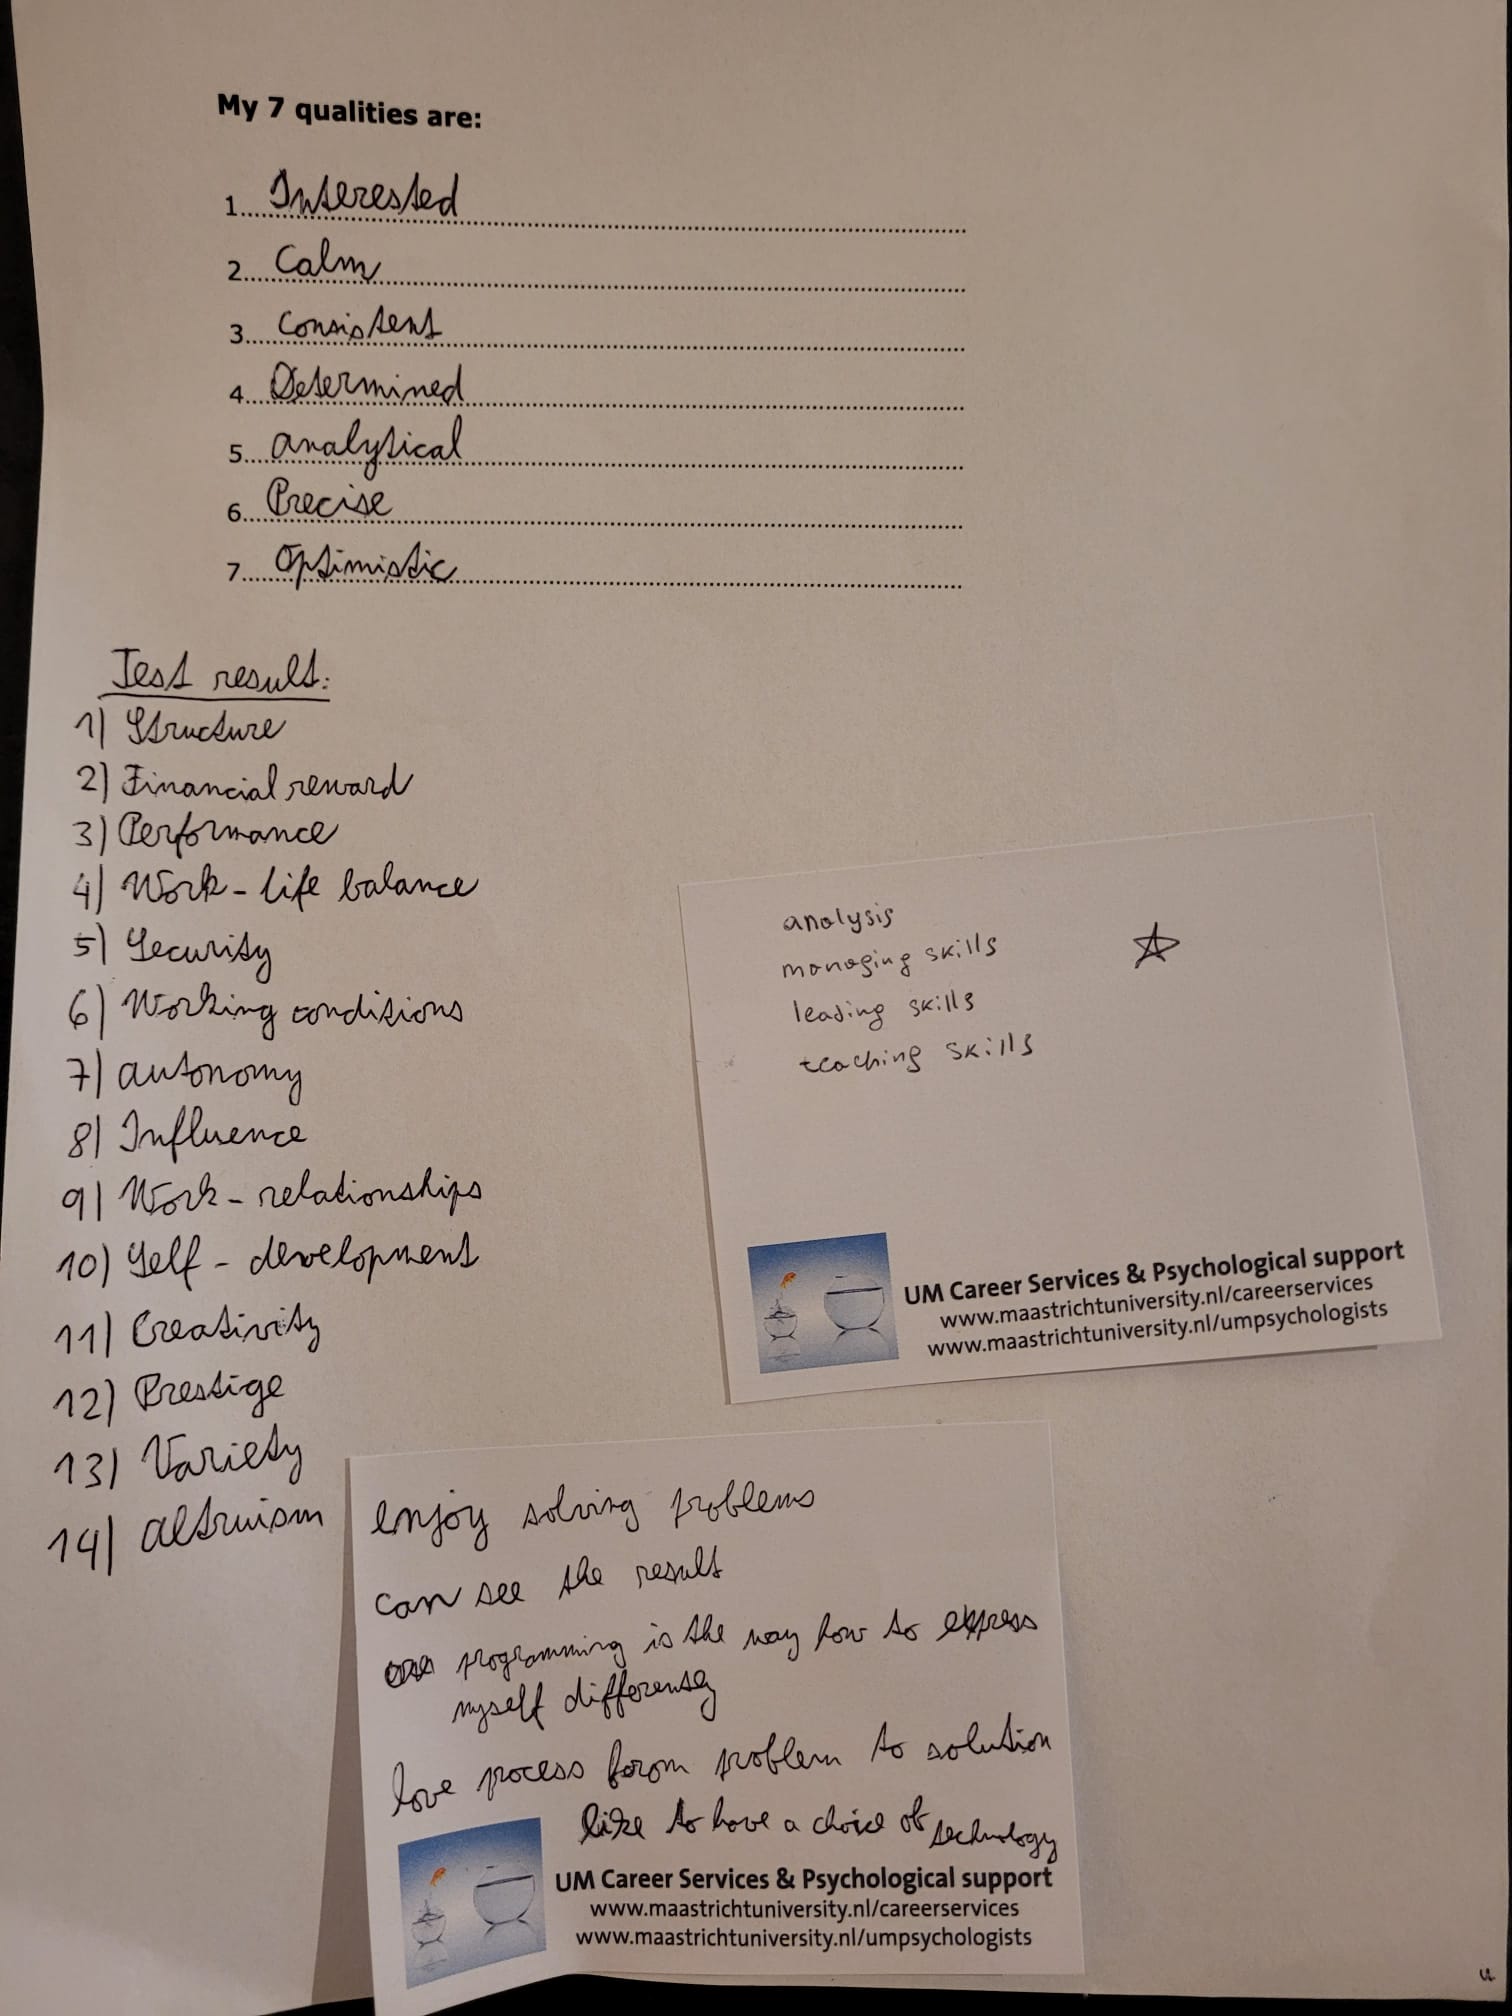 My 7 qualities are:
1 Interested
2 Calm
3 Consistent
4 Determined
5 analytical
6 Precise
7 Optimistic
Test result:
1) Structure
2) Financial reward
3) Performance
4) Work-life balance
5) Security
6) Working conditions
7) autonomy
8) Influence
9) Work-relationships
10) Self-development
11) Creativity
12) Prestige
13) Variety
14) altruism
analysis
managing skills
leading skills
teaching skills
UM Career Services & Psychological support
www.maastrichtuniversity.nl/careerservices
www.maastrichtuniversity.nl/umpsychologists
enjoy solving problems
can see the result
programming is the way how to express
myself differently
love process from problem to solution
like to have a choice of technology
UM Career Services & Psychological support
www.maastrichtuniversity.nl/careerservices
www.maastrichtuniversity.nl/umpsychologists